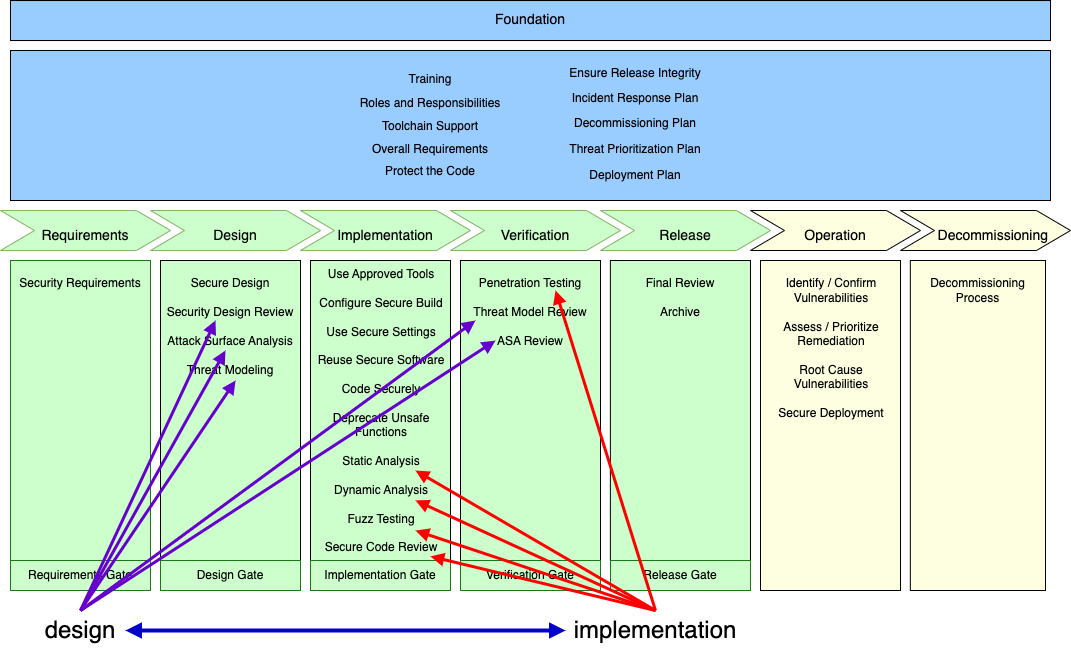 Foundation
Training
Roles and Responsibilities
Toolchain Support
Overall Requirements
Protect the Code
Ensure Release Integrity
Incident Response Plan
Decommissioning Plan
Threat Prioritization Plan
Deployment Plan
Requirements
Design
Implementation
Verification
Release
Operation
Decommissioning
Security Requirements
Requirements Gate
Secure Design
Security Design Review
Attack Surface Analysis
Threat Modeling
Design Gate
Use Approved Tools
Configure Secure Build
Use Secure Settings
Reuse Secure Software
Code Securely
Deprecate Unsafe
Functions
Static Analysis
Dynamic Analysis
Fuzz Testing
Secure Code Review
Implementation Gate
Penetration Testing
Threat Model Review
ASA Review
Verification Gate
Final Review
Archive
Release Gate
Identify / Confirm
Vulnerabilities
Assess / Prioritize
Remediation
Root Cause
Vulnerabilities
Secure Deployment
Decommissioning
Process
design
implementation